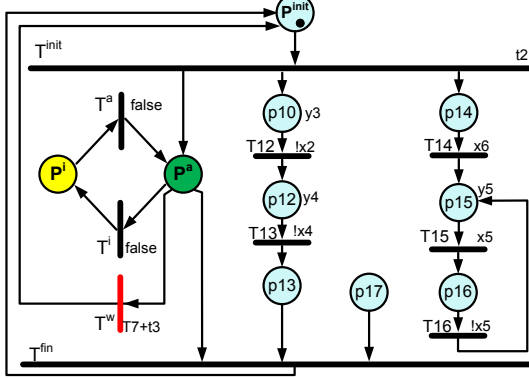 P^init
T^init
t2
T^a false
p10 y3
p14
T12 !x2
T14 x6
P^i
P^a
p12 y4
p15 y5
T13 !x4
T15 x5
T^i false
p13
p17
p16
T^w T7+t3
T16 !x5
T^fin